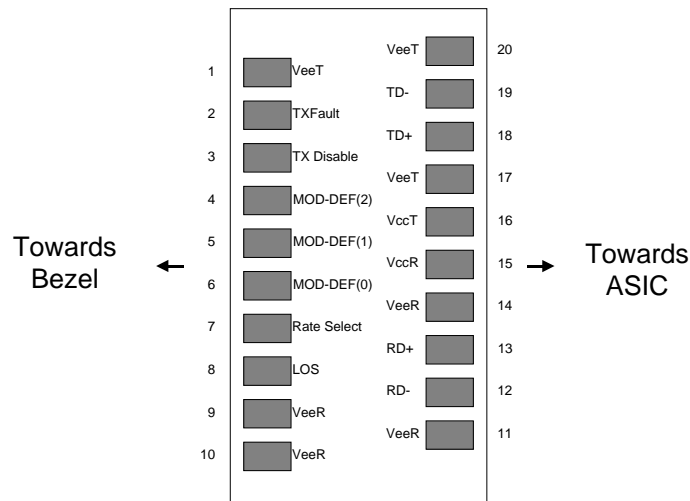 VeeT 20
1 VeeT
TD- 19
2 TXFault
TD+ 18
3 TX Disable
VeeT 17
4 MOD-DEF(2)
VccT 16
5 MOD-DEF(1)
VccR 15
6 MOD-DEF(0)
VeeR 14
7 Rate Select
RD+ 13
8 LOS
RD- 12
9 VeeR
VeeR 11
10 VeeR
Towards
Bezel
Towards
ASIC